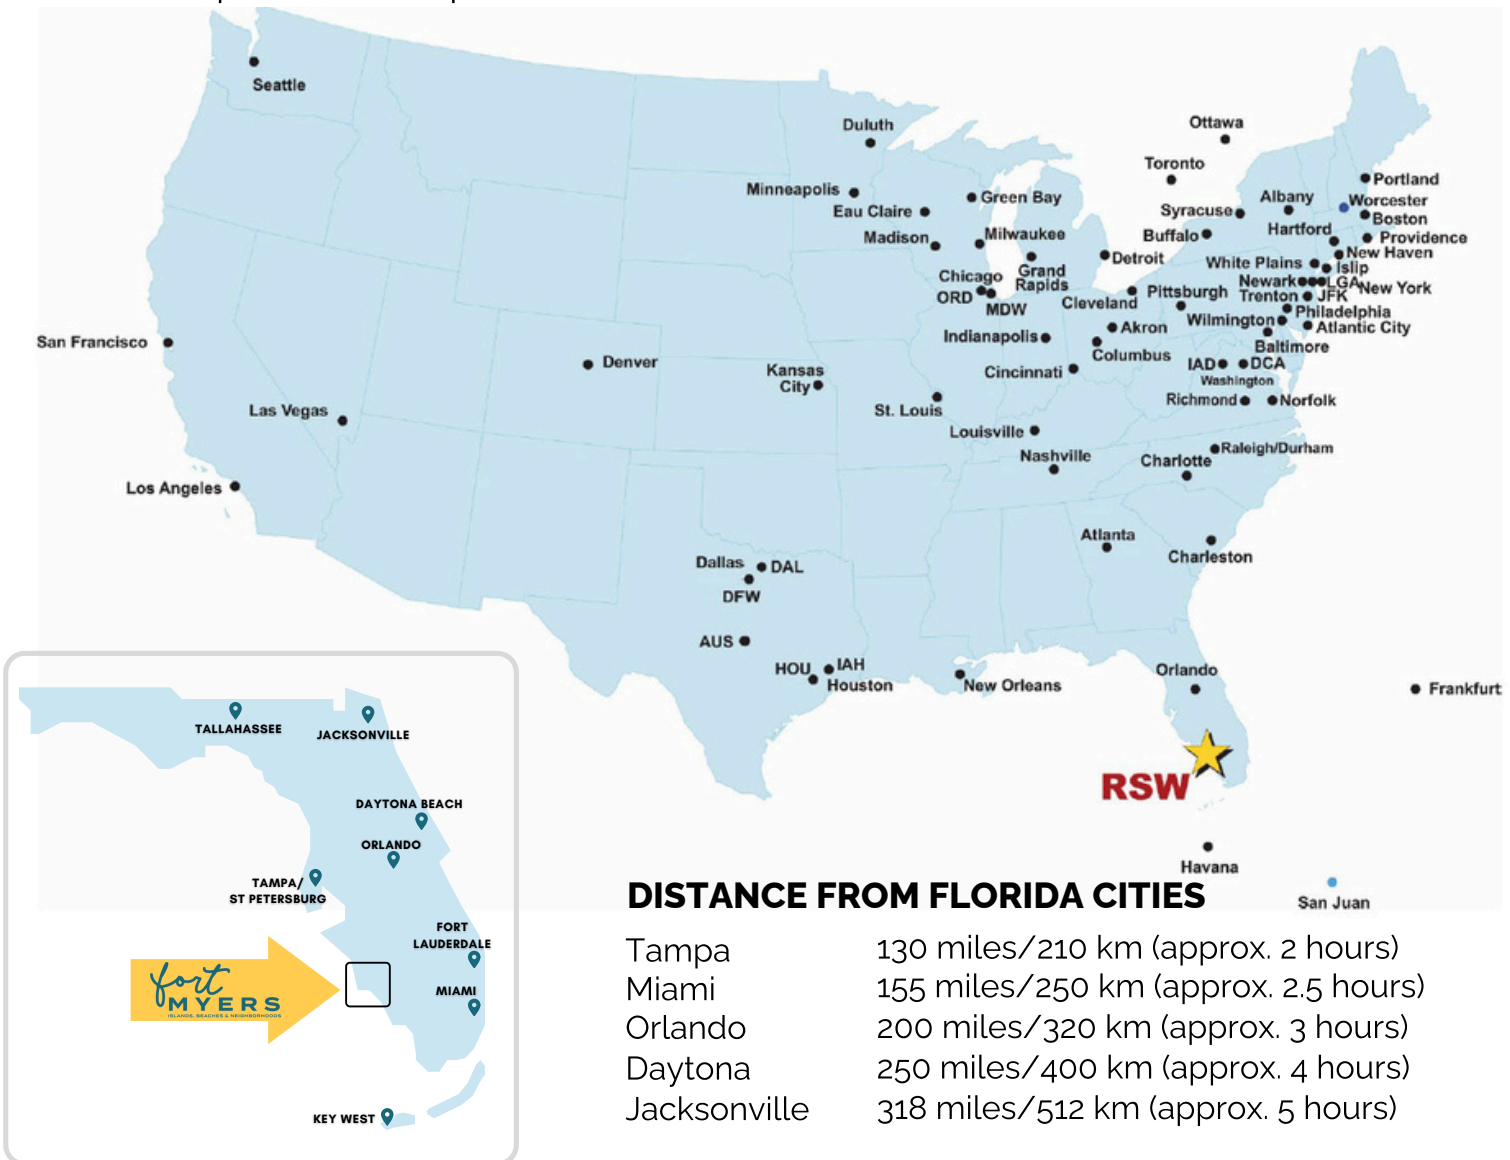 Seattle
Duluth
Ottawa
Toronto
Minneapolis
Green Bay
Portland
Eau Claire
Syracuse
Albany
Worcester
Boston
Madison
Milwaukee
Buffalo
Hartford
Providence
Detroit
New Haven
Grand
Rapids
White Plains
Islip
Chicago
ORD
MDW
Cleveland
Pittsburgh
Newark
LGA
New York
Trenton
JFK
Philadelphia
Wilmington
Atlantic City
Akron
Indianapolis
Columbus
Baltimore
San Francisco
Denver
Kansas
City
Cincinnati
IAD
DCA
Washington
Las Vegas
St. Louis
Richmond
Norfolk
Louisville
Nashville
Raleigh/Durham
Charlotte
Los Angeles
Atlanta
Charleston
Dallas
DAL
DFW
AUS
HOU
IAH
Houston
New Orleans
Orlando
Frankfurt
RSW
Havana
San Juan
TALLAHASSEE
JACKSONVILLE
DAYTONA BEACH
ORLANDO
TAMPA/
ST PETERSBURG
FORT
LAUDERDALE
fort
MYERS
ISLANDS, BEACHES & NEIGHBORHOODS
MIAMI
KEY WEST
DISTANCE FROM FLORIDA CITIES
Tampa 130 miles/210 km (approx. 2 hours)
Miami 155 miles/250 km (approx. 2.5 hours)
Orlando 200 miles/320 km (approx. 3 hours)
Daytona 250 miles/400 km (approx. 4 hours)
Jacksonville 318 miles/512 km (approx. 5 hours)